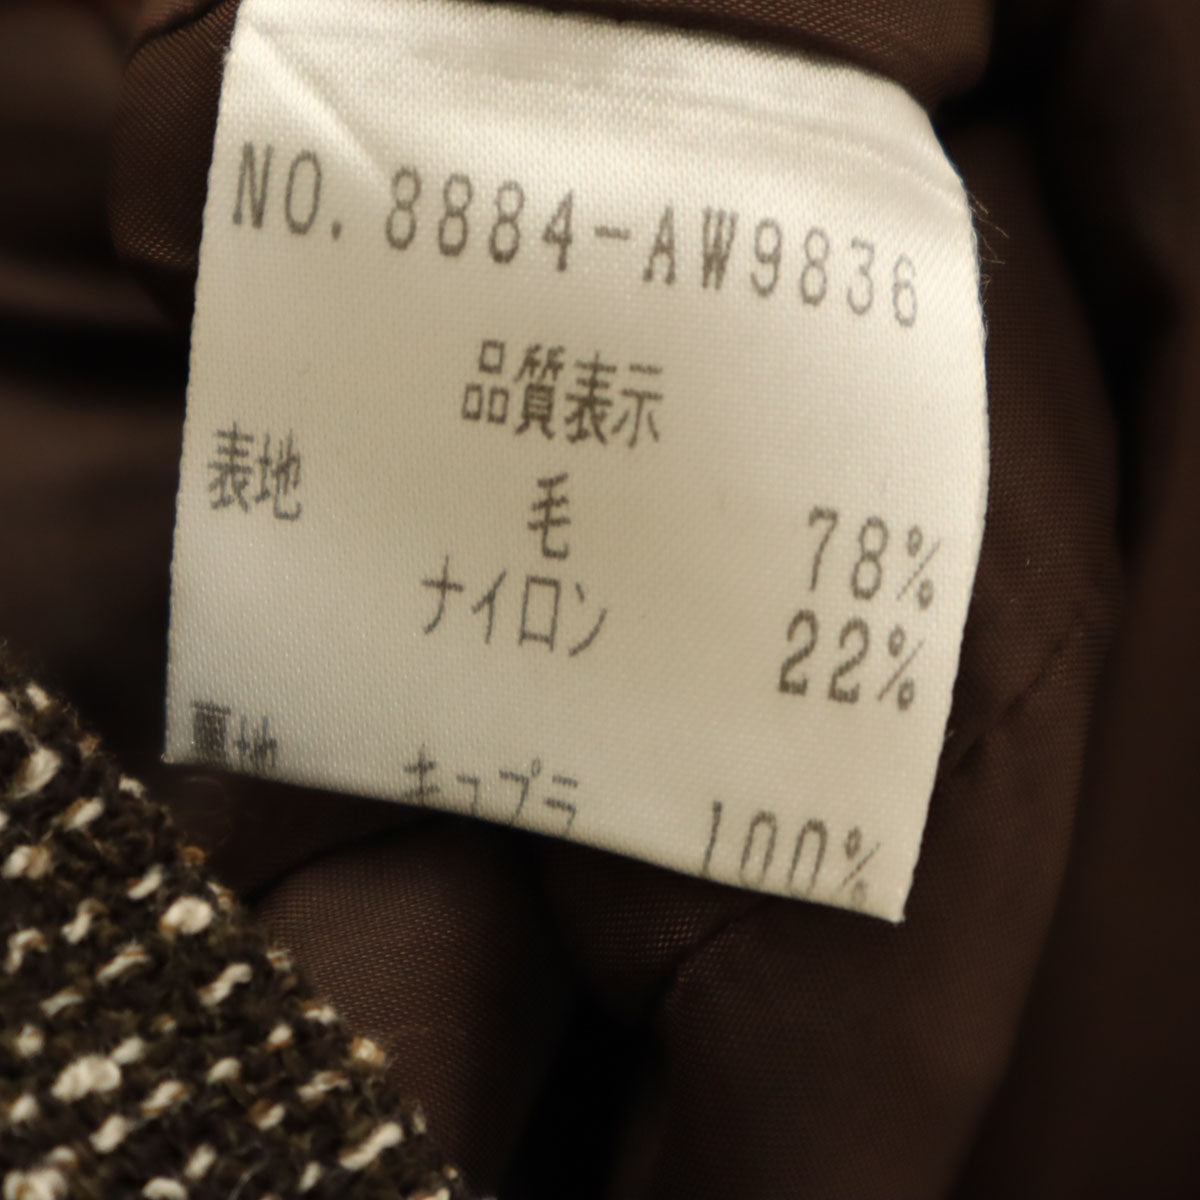 NO. 8884-AW9836
品質表示
表地 毛 78%
ナイロン 22%
裏地 キュプラ 100%